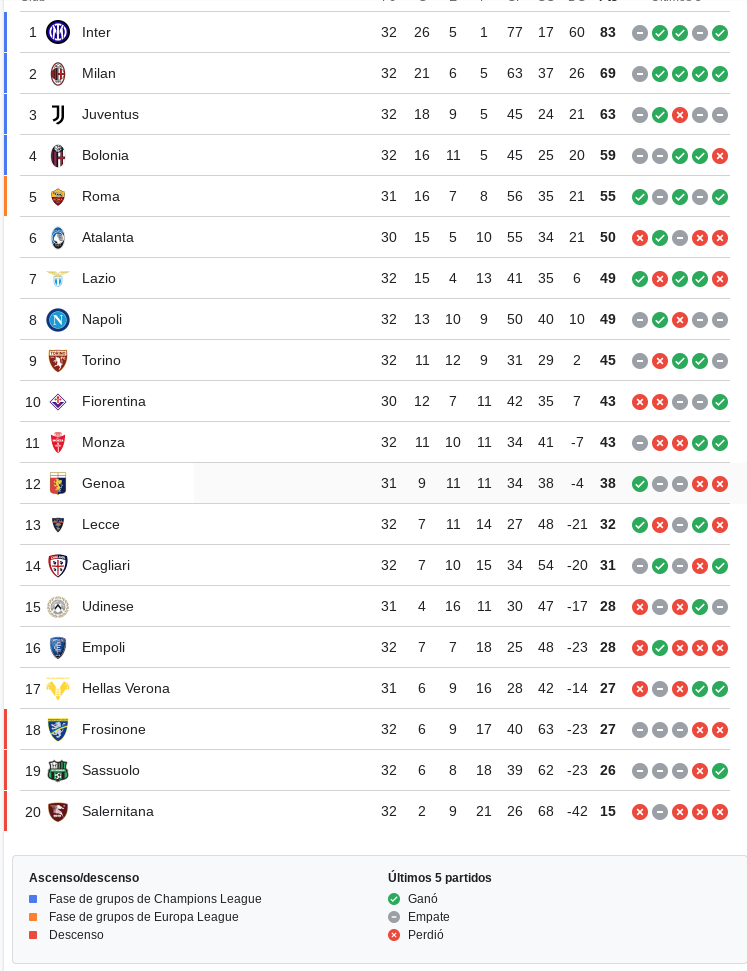 1 Inter 32 26 5 1 77 17 60 83
2 Milan 32 21 6 5 63 37 26 69
3 Juventus 32 18 9 5 45 24 21 63
4 Bolonia 32 16 11 5 45 25 20 59
5 Roma 31 16 7 8 56 35 21 55
6 Atalanta 30 15 5 10 55 34 21 50
7 Lazio 32 15 4 13 41 35 6 49
8 Napoli 32 13 10 9 50 40 10 49
9 Torino 32 11 12 9 31 29 2 45
10 Fiorentina 30 12 7 11 42 35 7 43
11 Monza 32 11 10 11 34 41 -7 43
12 Genoa 31 9 11 11 34 38 -4 38
13 Lecce 32 7 11 14 27 48 -21 32
14 Cagliari 32 7 10 15 34 54 -20 31
15 Udinese 31 4 16 11 30 47 -17 28
16 Empoli 32 7 7 18 25 48 -23 28
17 Hellas Verona 31 6 9 16 28 42 -14 27
18 Frosinone 32 6 9 17 40 63 -23 27
19 Sassuolo 32 6 8 18 39 62 -23 26
20 Salernitana 32 2 9 21 26 68 -42 15
Ascenso/descenso
Fase de grupos de Champions League
Fase de grupos de Europa League
Descenso
Últimos 5 partidos
Ganó
Empate
Perdió